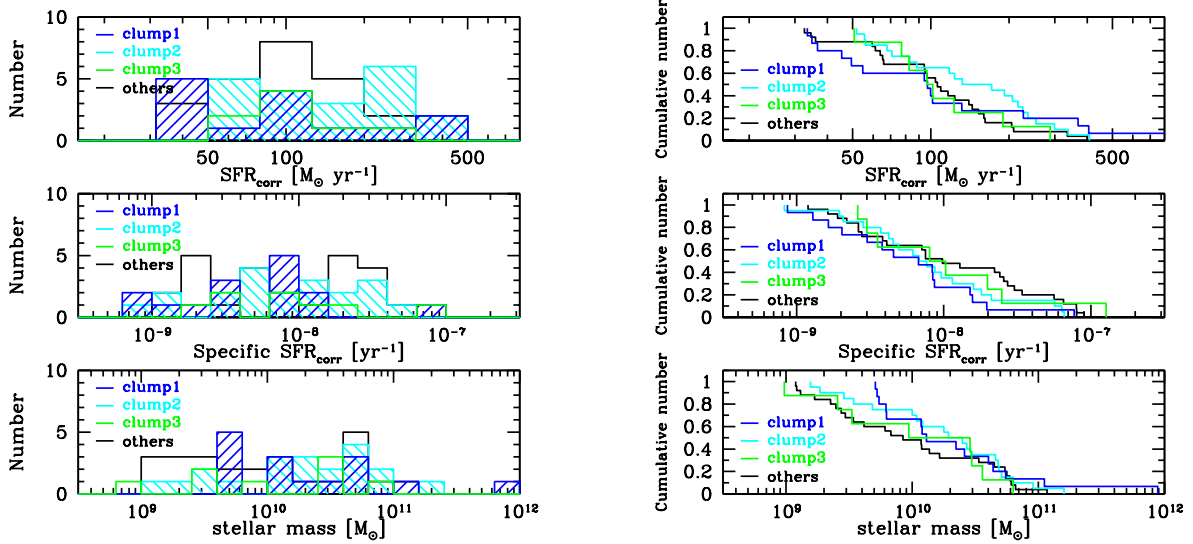 10
5
0
Number
clump1
clump2
clump3
others
50
100
500
SFRcorr [M⊙ yr−1]
1
0.8
0.6
0.4
0.2
0
Cumulative number
clump1
clump2
clump3
others
50
100
500
SFRcorr [M⊙ yr−1]
10
5
0
Number
clump1
clump2
clump3
others
10−9
10−8
10−7
Specific SFRcorr [yr−1]
1
0.8
0.6
0.4
0.2
0
Cumulative number
clump1
clump2
clump3
others
10−9
10−8
10−7
Specific SFRcorr [yr−1]
10
5
0
Number
clump1
clump2
clump3
others
109
1010
1011
1012
stellar mass [M⊙]
1
0.8
0.6
0.4
0.2
0
Cumulative number
clump1
clump2
clump3
others
109
1010
1011
1012
stellar mass [M⊙]